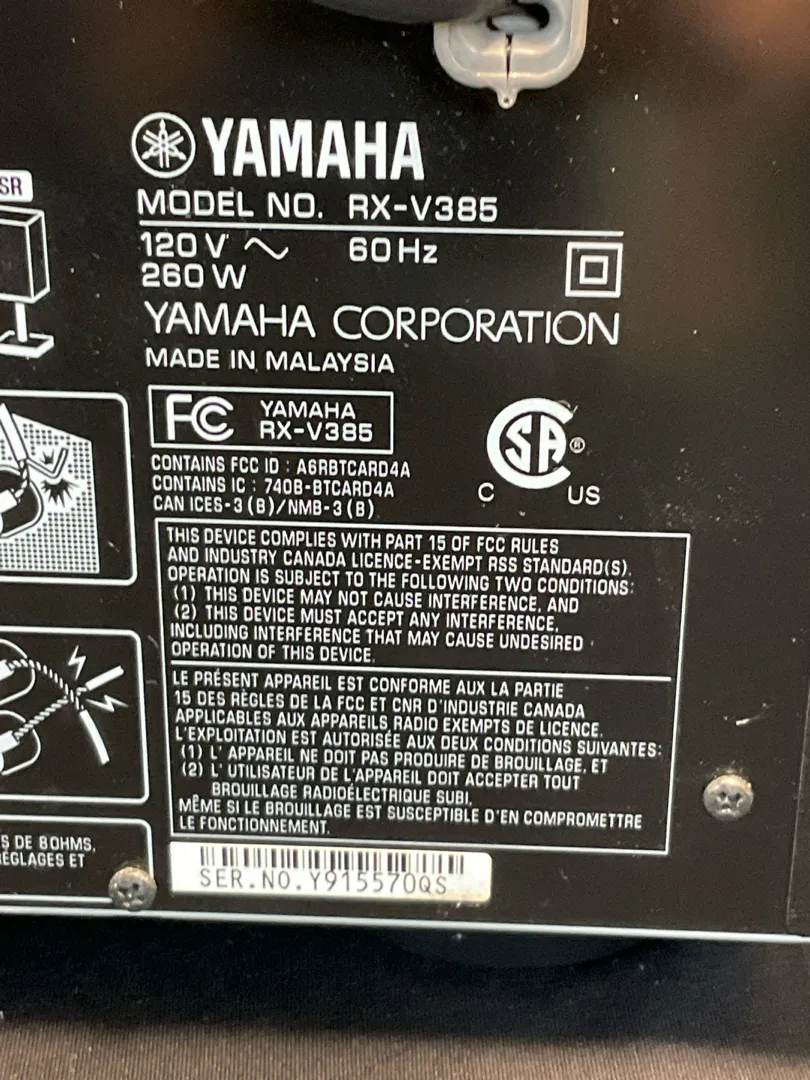 SR
YAMAHA
MODEL NO. RX-V385
120 V ~ 60 Hz
260 W
YAMAHA CORPORATION
MADE IN MALAYSIA
FC YAMAHA
RX-V385
CONTAINS FCC ID : A6RBTCARD4A
CONTAINS IC : 740B-BTCARD4A
CAN ICES-3 (B)/NMB-3 (B)
SA ®
C US
THIS DEVICE COMPLIES WITH PART 15 OF FCC RULES
AND INDUSTRY CANADA LICENCE-EXEMPT RSS STANDARD(S).
OPERATION IS SUBJECT TO THE FOLLOWING TWO CONDITIONS:
(1) THIS DEVICE MAY NOT CAUSE INTERFERENCE, AND
(2) THIS DEVICE MUST ACCEPT ANY INTERFERENCE,
INCLUDING INTERFERENCE THAT MAY CAUSE UNDESIRED
OPERATION OF THIS DEVICE.
LE PRÉSENT APPAREIL EST CONFORME AUX LA PARTIE
15 DES RÈGLES DE LA FCC ET CNR D'INDUSTRIE CANADA
APPLICABLES AUX APPAREILS RADIO EXEMPTS DE LICENCE.
L'EXPLOITATION EST AUTORISÉE AUX DEUX CONDITIONS SUIVANTES:
(1) L' APPAREIL NE DOIT PAS PRODUIRE DE BROUILLAGE, ET
(2) L' UTILISATEUR DE L'APPAREIL DOIT ACCEPTER TOUT
BROUILLAGE RADIOÉLECTRIQUE SUBI,
MÊME SI LE BROUILLAGE EST SUSCEPTIBLE D'EN COMPROMETTRE
LE FONCTIONNEMENT.
S DE 8OHMS,
RÉGLAGES ET
SER.NO.Y915570QS